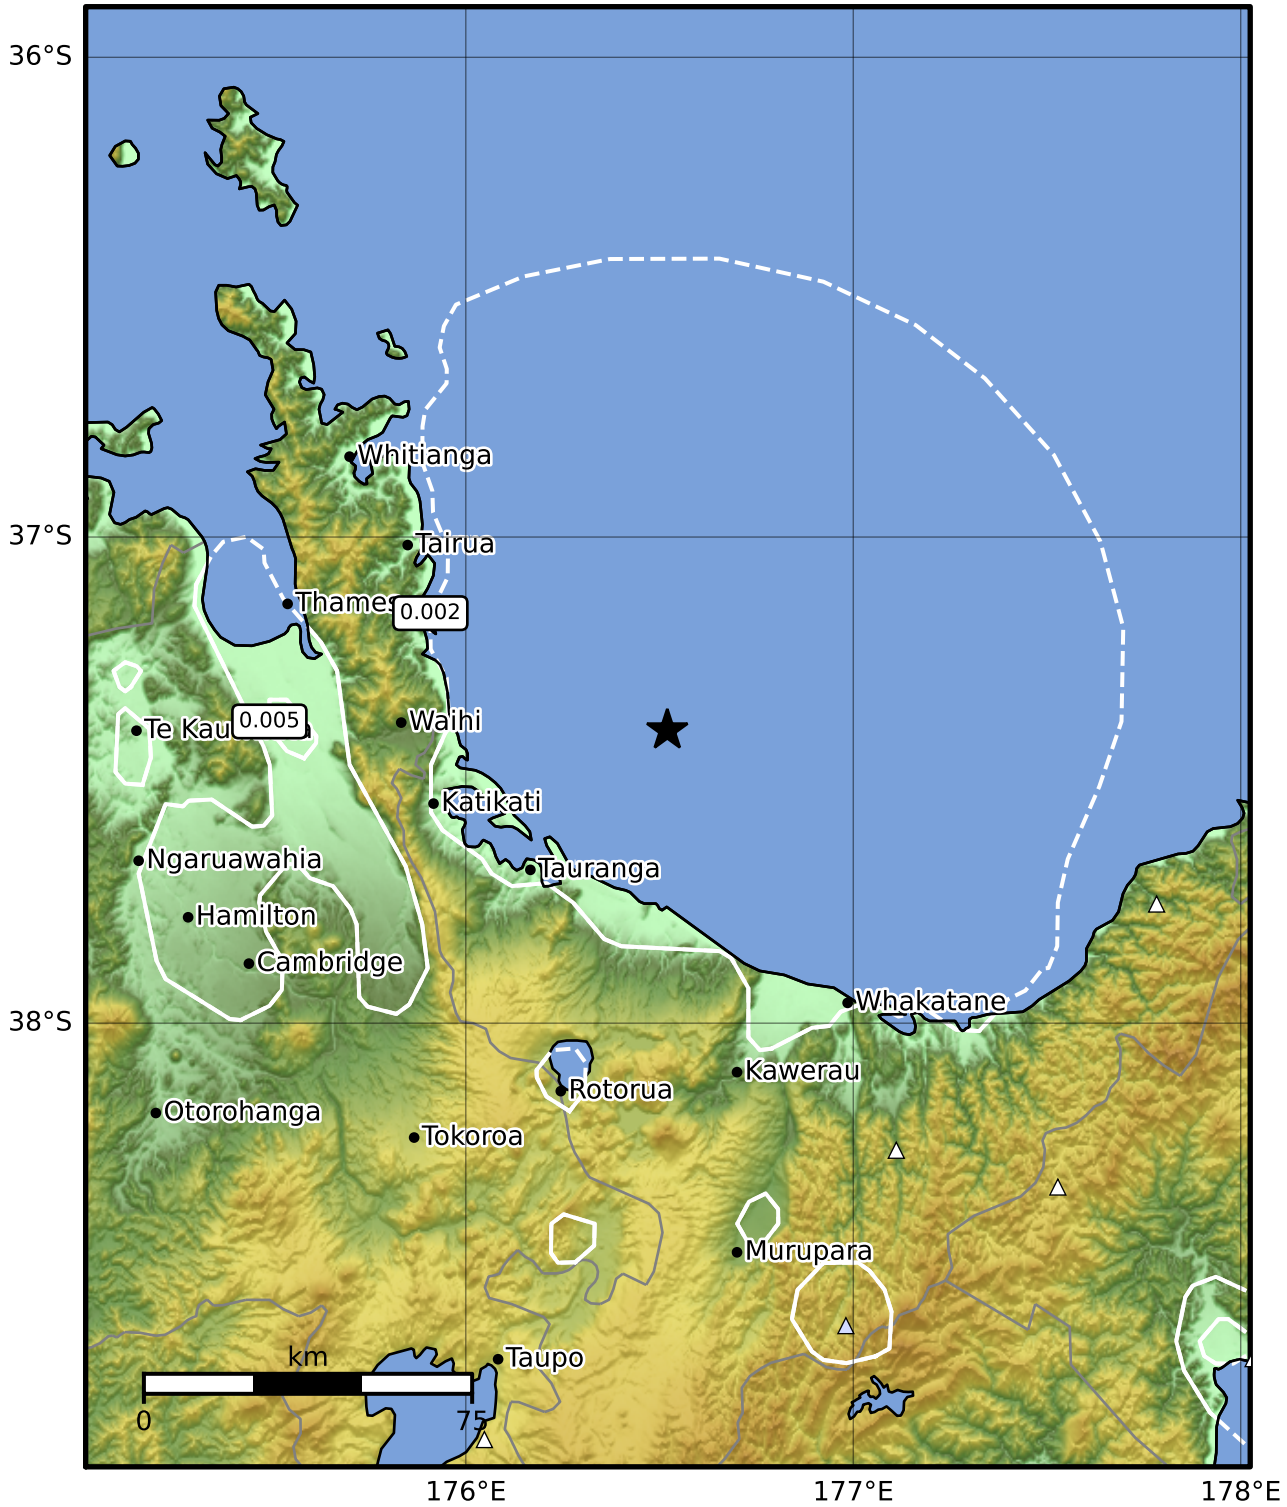 36°S
Whitianga
37°S
Tairua
Thames
0.002
0.005
Te Kau
Waihi
Katikati
Ngaruawahia
Tauranga
Hamilton
Cambridge
Whakatane
38°S
Kawerau
Rotorua
Otorohanga
Tokoroa
Murupara
km
Taupo
0
75
176°E
177°E
178°E